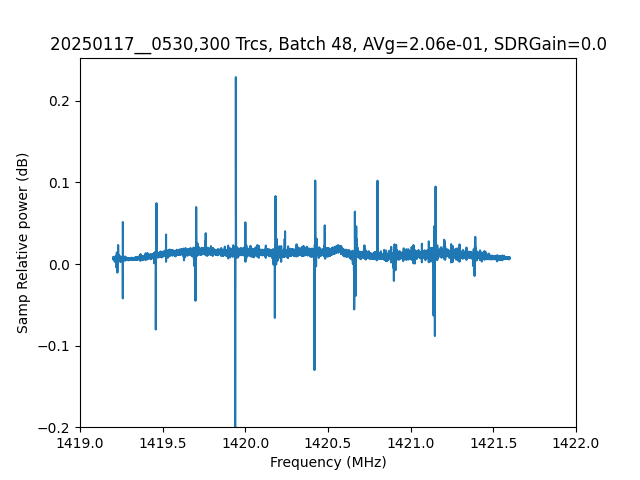 20250117__0530,300 Trcs, Batch 48, AVg=2.06e-01, SDRGain=0.0
Samp Relative power (dB)
0.2
0.1
0.0
−0.1
−0.2
1419.0 1419.5 1420.0 1420.5 1421.0 1421.5 1422.0
Frequency (MHz)